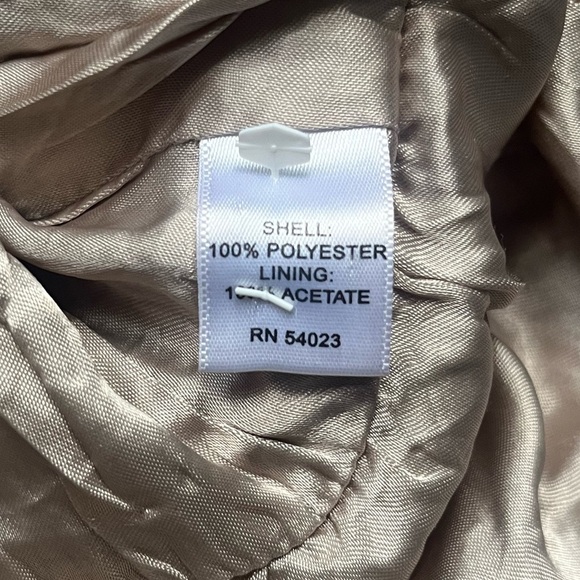 SHELL:
100% POLYESTER
LINING:
ACETATE
RN 54023